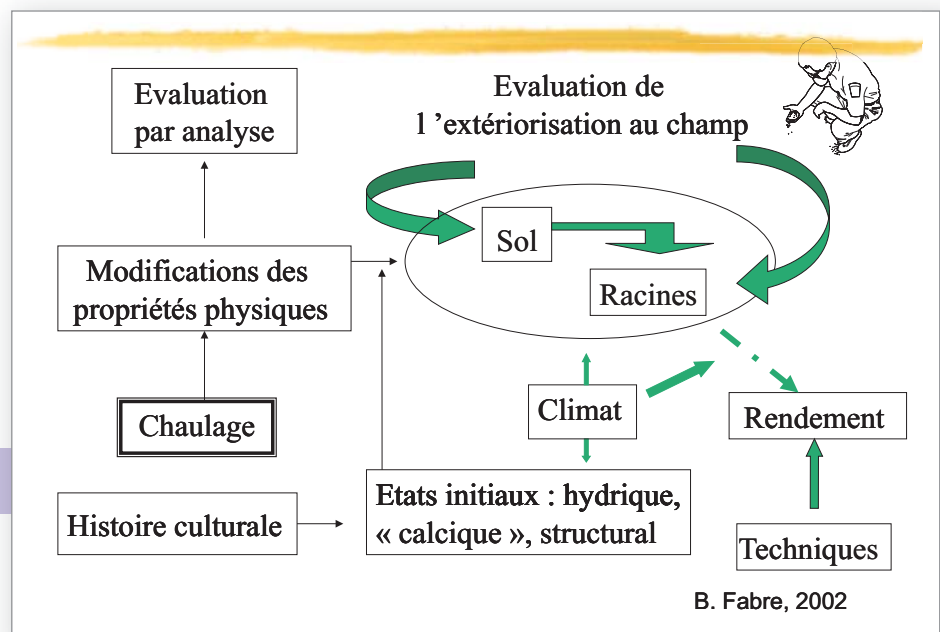 Evaluation
par analyse
Evaluation de
l ’extériorisation au champ
Sol
Racines
Modifications des
propriétés physiques
Chaulage
Climat
Rendement
Histoire culturale
Etats initiaux : hydrique,
« calcique », structural
Techniques
B. Fabre, 2002